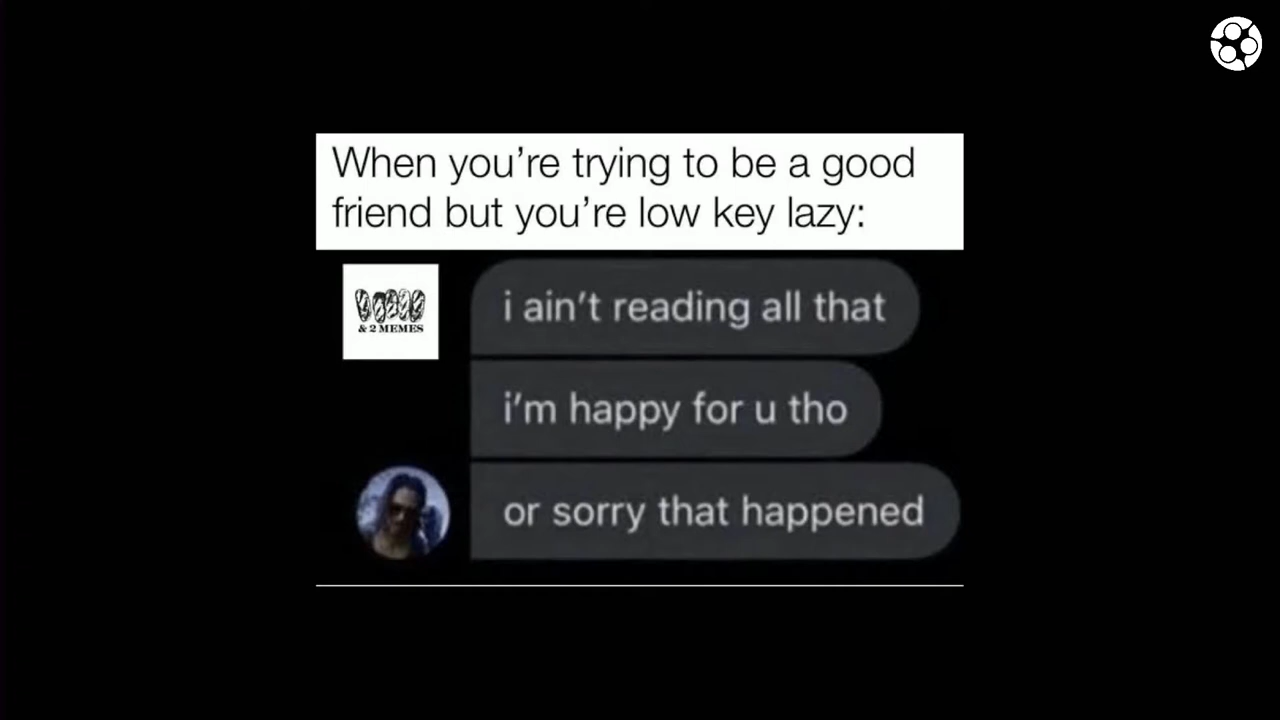 When you're trying to be a good
friend but you're low key lazy:
& 2 MEMES
i ain't reading all that
i'm happy for u tho
or sorry that happened